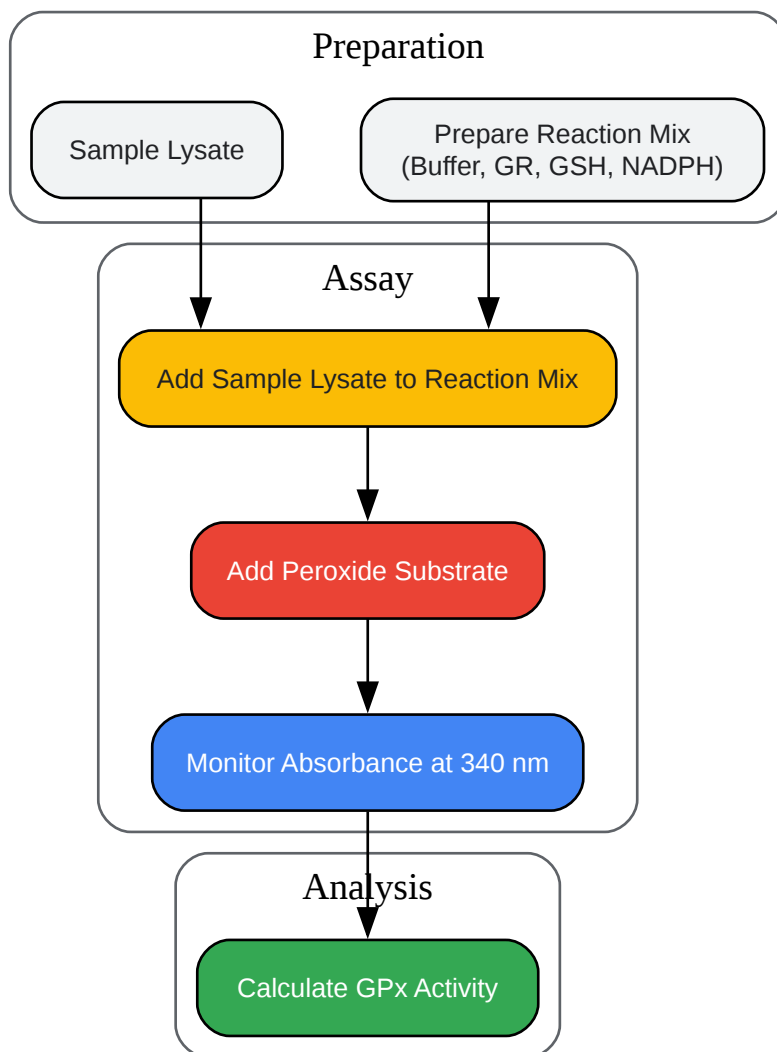 Preparation
Sample Lysate
Prepare Reaction Mix
(Buffer, GR, GSH, NADPH)
Assay
Add Sample Lysate to Reaction Mix
Add Peroxide Substrate
Monitor Absorbance at 340 nm
Analysis
Calculate GPx Activity